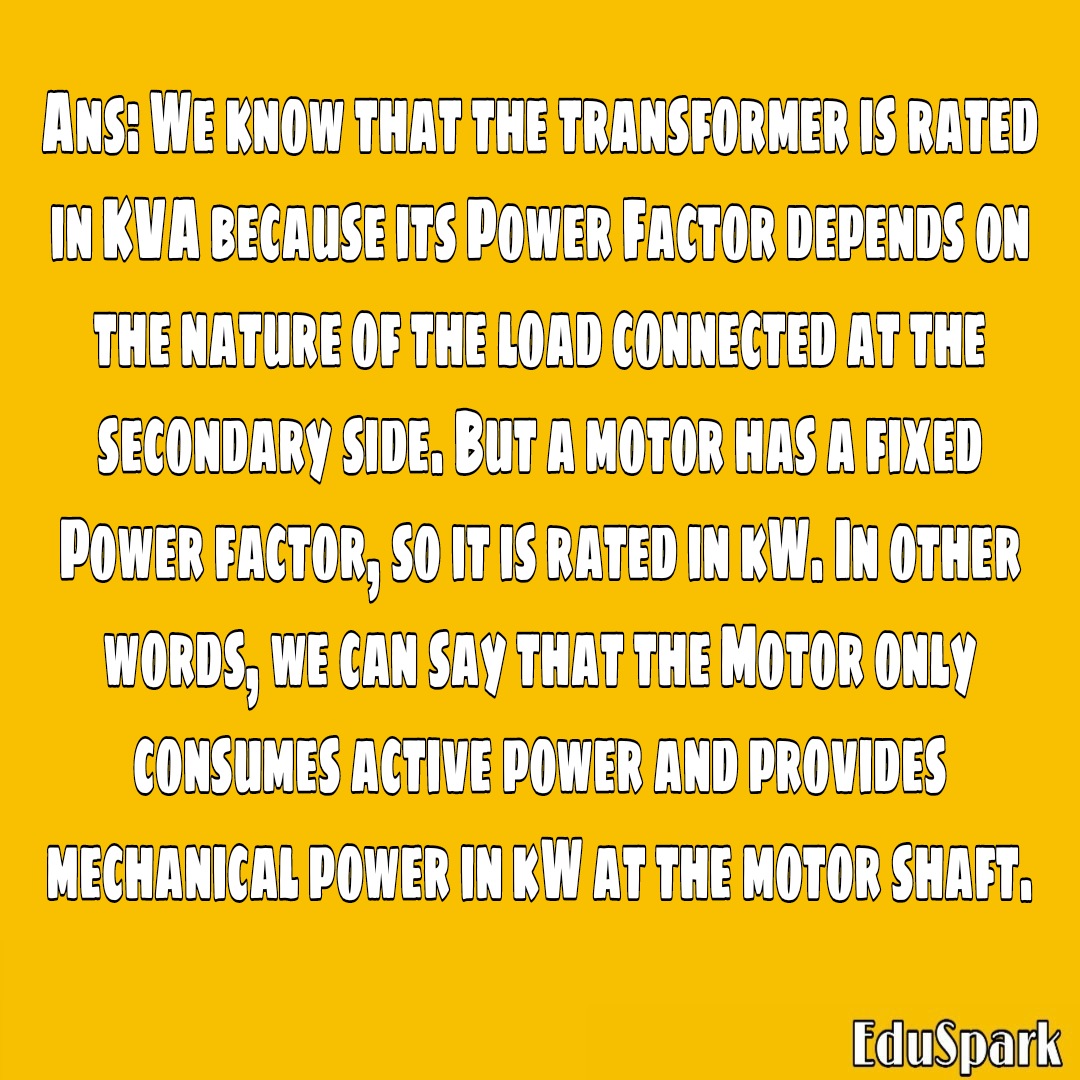 Ans: We know that the transformer is rated
in KVA because its Power Factor depends on
the nature of the load connected at the
secondary side. But a motor has a fixed
Power factor, so it is rated in kW. In other
words, we can say that the Motor only
consumes active power and provides
mechanical power in kW at the motor shaft.
EduSpark